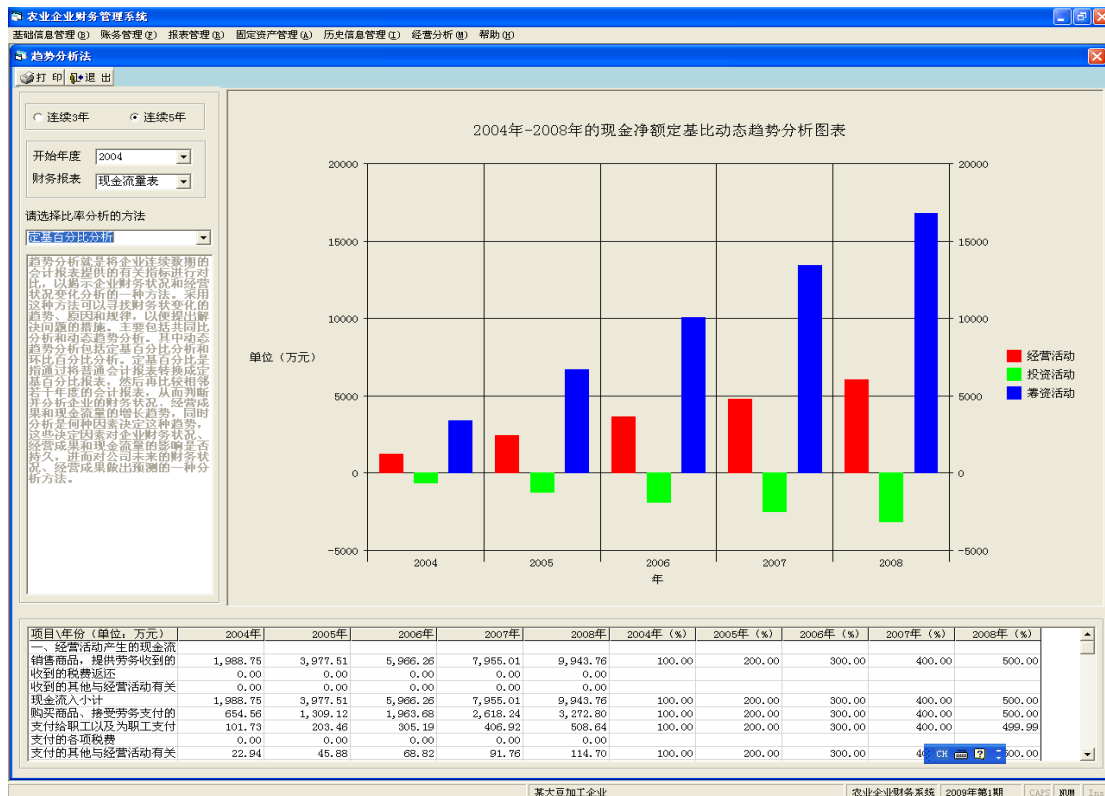 农业企业财务管理系统
基础信息管理(B) 账务管理(F) 报表管理(R) 固定资产管理(A) 历史信息管理(I) 经营分析(M) 帮助(H)
趋势分析法
打 印 退 出
连续3年 连续5年
开始年度 2004
财务报表 现金流量表
请选择比率分析的方法
定基百分比分析
趋势分析就是将企业连续数期的
会计报表提供的有关指标进行对
比，以揭示企业财务状况和经营
状况变化分析的一种方法。采用
这种方法可以寻找财务状变化的
趋势、原因和规律，以便提出解
决问题的措施。主要包括共同比
分析和动态趋势分析。其中动态
趋势分析包括定基百分比分析和
环比百分比分析。定基百分比是
指通过将普通会计报表转换成定
基百分比报表，然后再比较相邻
若干年度的会计报表，从而判断
并分析企业的财务状况、经营成
果和现金流量的增长趋势，同时
分析是何种因素决定这种趋势，
这些决定因素对企业财务状况、
经营成果和现金流量的影响是否
持久，进而对公司未来的财务状
况、经营成果做出预测的一种分
析方法。
2004年-2008年的现金净额定基比动态趋势分析图表
20000 20000
15000 15000
10000 10000
单位（万元）
5000 5000
0 0
-5000 -5000
2004 2005 2006 2007 2008
年
经营活动
投资活动
筹资活动
项目\年份（单位：万元） 2004年 2005年 2006年 2007年 2008年 2004年（%） 2005年（%） 2006年（%） 2007年（%） 2008年（%）
一、经营活动产生的现金流
销售商品，提供劳务收到的 1,988.75 3,977.51 5,966.26 7,955.01 9,943.76 100.00 200.00 300.00 400.00 500.00
收到的税费返还 0.00 0.00 0.00 0.00 0.00
收到的其他与经营活动有关 0.00 0.00 0.00 0.00 0.00
现金流入小计 1,988.75 3,977.51 5,966.26 7,955.01 9,943.76 100.00 200.00 300.00 400.00 500.00
购买商品、接受劳务支付的 654.56 1,309.12 1,963.68 2,618.24 3,272.80 100.00 200.00 300.00 400.00 500.00
支付给职工以及为职工支付 101.73 203.46 305.19 406.92 508.64 100.00 200.00 300.00 400.00 499.99
支付的各项税费 0.00 0.00 0.00 0.00 0.00
支付的其他与经营活动有关 22.94 45.88 68.82 91.76 114.70 100.00 200.00 300.00
CH
某大豆加工企业 农业企业财务系统 2009年第1期 CAPS NUM Ins